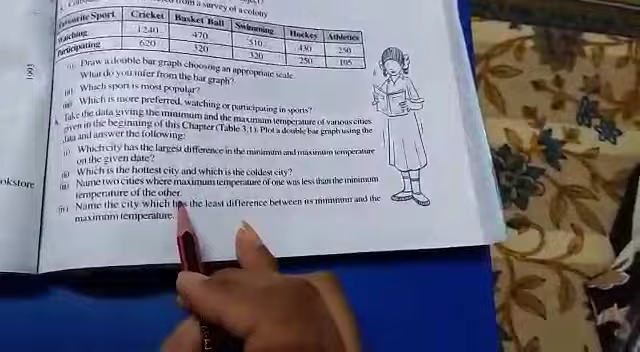 from a survey of a colony
Favourite Sport Cricket Basket Ball Swimming Hockey Athletics
Watching 1240 470 510 430 250
Participating 620 320 320 250 105
(i) Draw a double bar graph choosing an appropriate scale.
What do you infer from the bar graph?
(ii) Which sport is most popular?
(iii) Which is more preferred, watching or participating in sports?
Take the data giving the minimum and the maximum temperature of various cities
given in the beginning of this Chapter (Table 3.1). Plot a double bar graph using the
data and answer the following:
(i) Which city has the largest difference in the minimum and maximum temperature
on the given date?
(ii) Which is the hottest city and which is the coldest city?
(iii) Name two cities where maximum temperature of one was less than the minimum
temperature of the other.
(iv) Name the city which has the least difference between its minimum and the
maximum temperature.
okstore